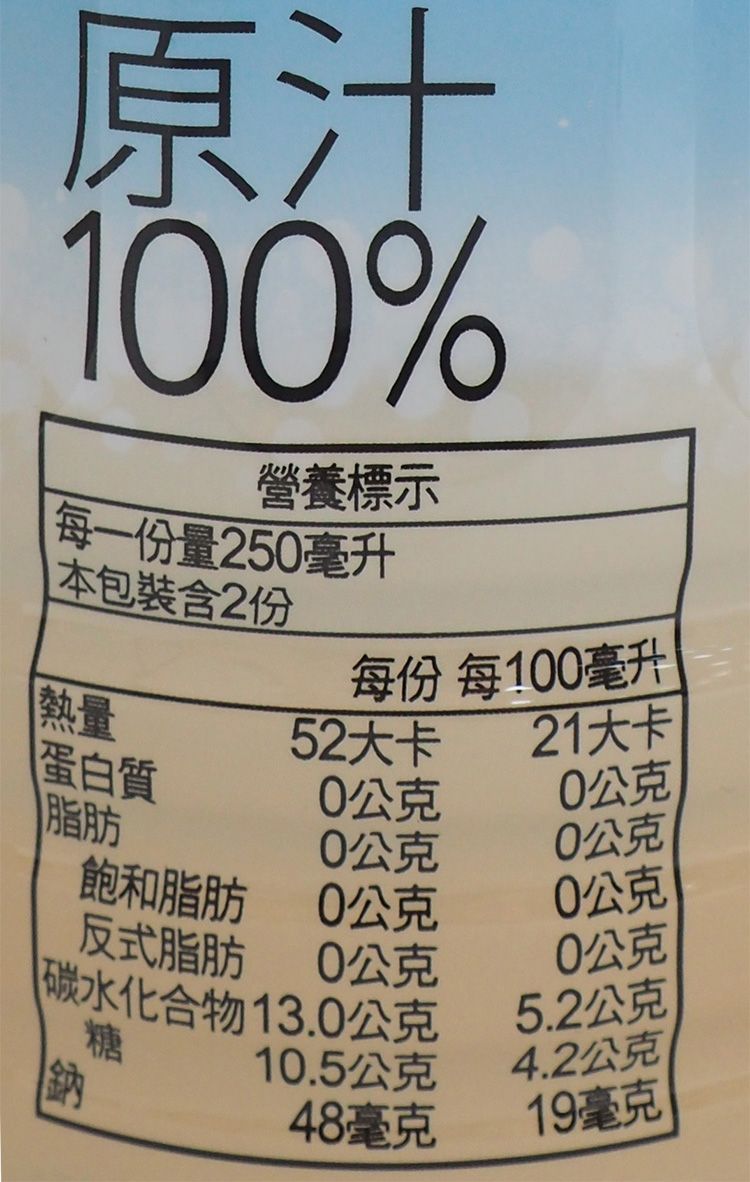 原汁
100%
營養標示
每一份量250毫升
本包裝含2份
每份 每100毫升
熱量 52大卡 21大卡
蛋白質 0公克 0公克
脂肪 0公克 0公克
飽和脂肪 0公克 0公克
反式脂肪 0公克 0公克
碳水化合物 13.0公克 5.2公克
糖 10.5公克 4.2公克
鈉 48毫克 19毫克